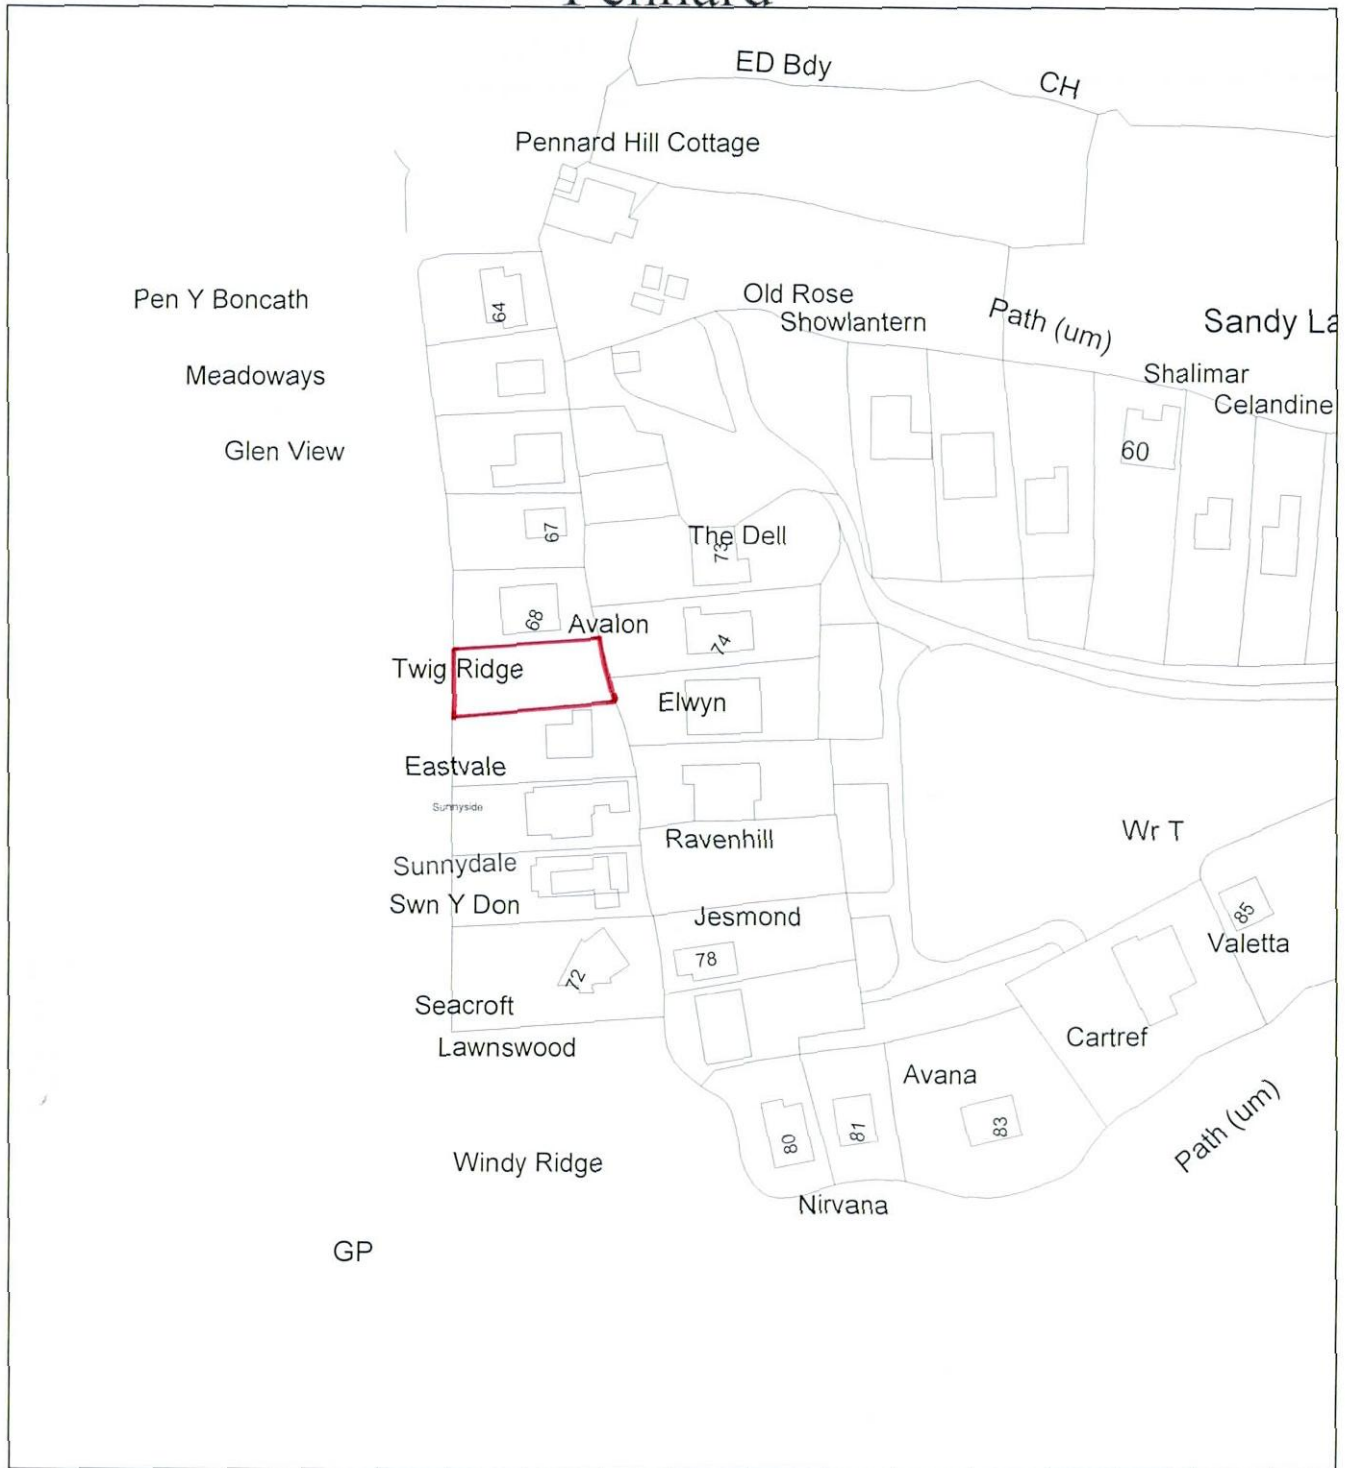 ED Bdy
CH
Pennard Hill Cottage
Pen Y Boncath
64
Old Rose
Showlantern
Path (um)
Sandy La
Meadoways
Shalimar
Celandine
Glen View
60
67
The Dell
73
68
Avalon
74
Twig Ridge
Elwyn
Eastvale
Sunnyside
Ravenhill
Wr T
Sunnydale
Swn Y Don
Jesmond
85
Valetta
78
72
Seacroft
Lawnswood
Cartref
Avana
83
81
80
Path (um)
Windy Ridge
Nirvana
GP